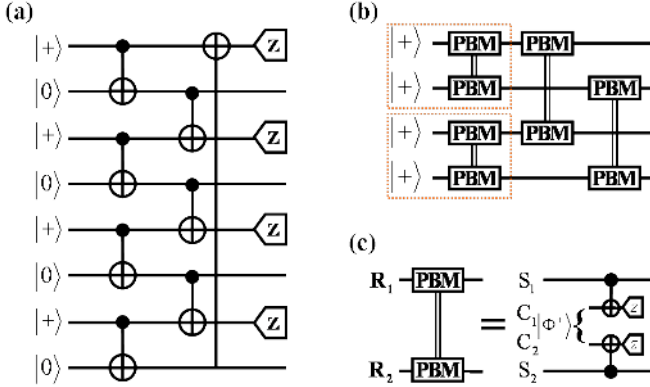 (a)
|+⟩ Z
|0⟩
|+⟩ Z
|0⟩
|+⟩ Z
|0⟩
|+⟩ Z
|0⟩
(b)
|+⟩ PBM PBM
|+⟩ PBM PBM
|+⟩ PBM PBM
|+⟩ PBM PBM
(c)
R₁ PBM = S₁
C₁ |Φ⁺⟩ { Z
C₂ Z
R₂ PBM S₂